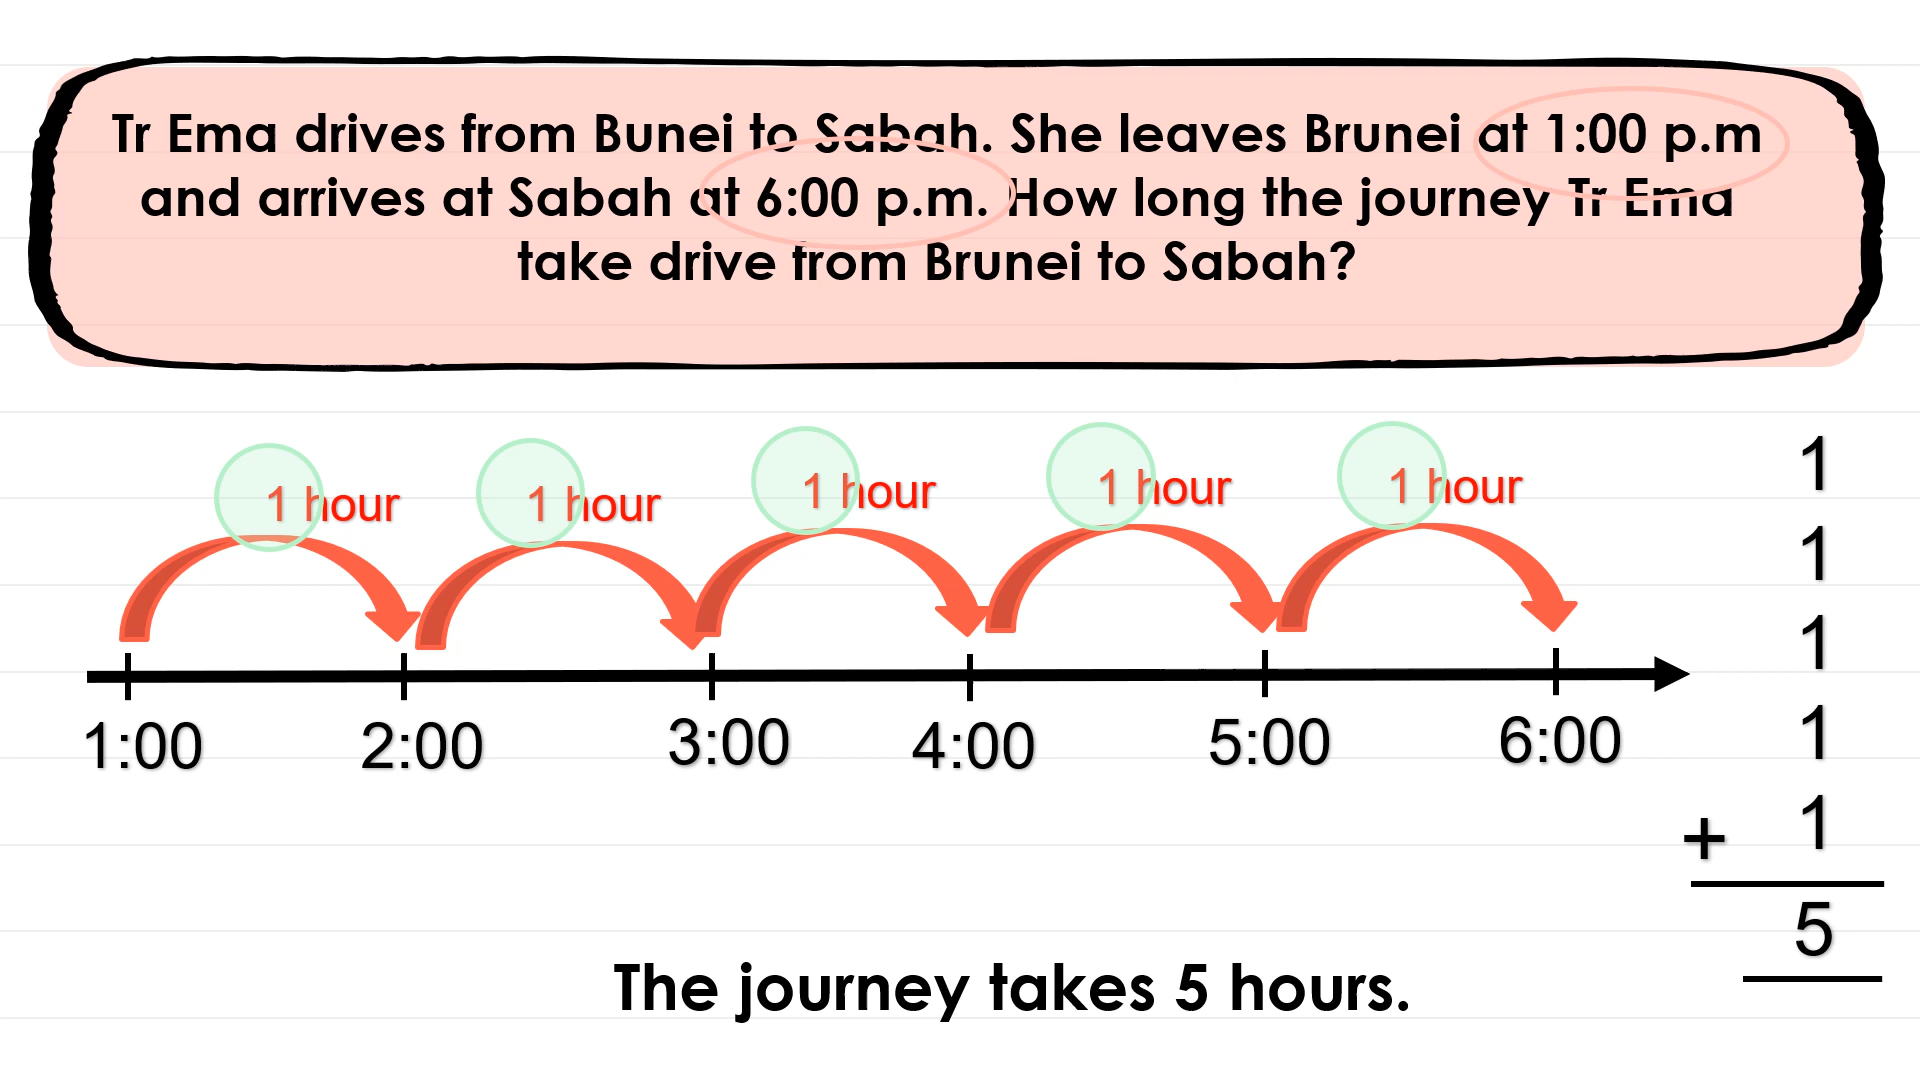 Tr Ema drives from Bunei to Sabah. She leaves Brunei at 1:00 p.m
and arrives at Sabah at 6:00 p.m. How long the journey Tr Ema
take drive from Brunei to Sabah?
1 hour 1 hour 1 hour 1 hour 1 hour
1:00 2:00 3:00 4:00 5:00 6:00
1
1
1
1
+ 1
5
The journey takes 5 hours.